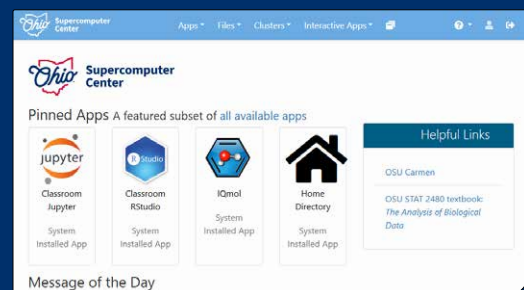 Ohio Supercomputer Center
Apps Files Clusters Interactive Apps
Ohio Supercomputer Center
Pinned Apps A featured subset of all available apps
jupyter
Classroom Jupyter
System Installed App
R Studio
Classroom RStudio
System Installed App
IQmol
System Installed App
Home Directory
System Installed App
Helpful Links
OSU Carmen
OSU STAT 2480 textbook:
The Analysis of Biological
Data
Message of the Day